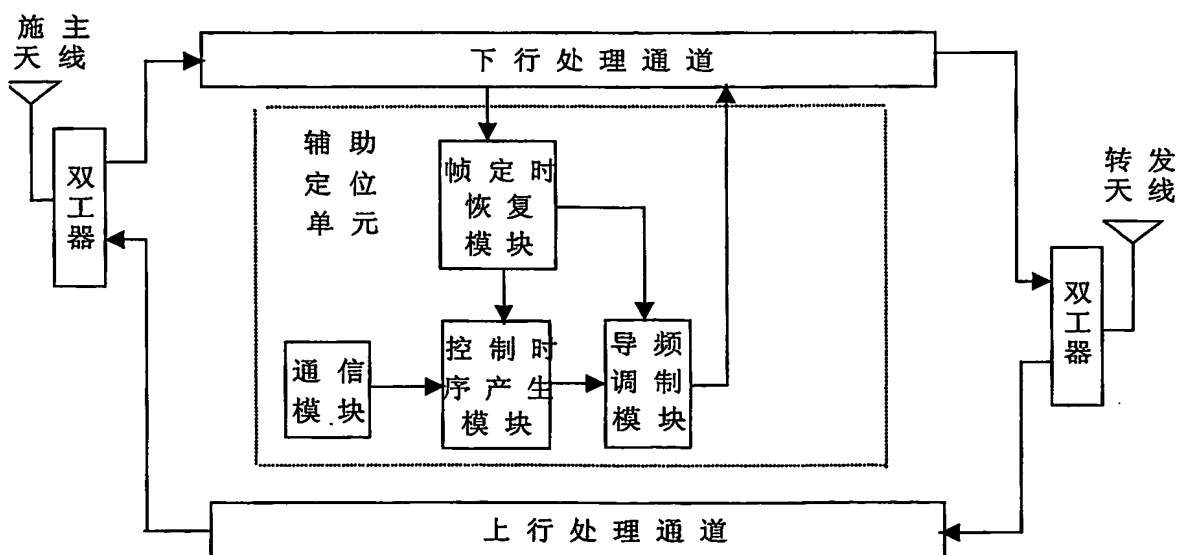 施主
天线
下行处理通道
辅助
定位
单元
帧定时
恢复
模块
双
工
器
转发
天线
双
工
器
通信
模块
控制时
序产生
模块
导频
调制
模块
上行处理通道